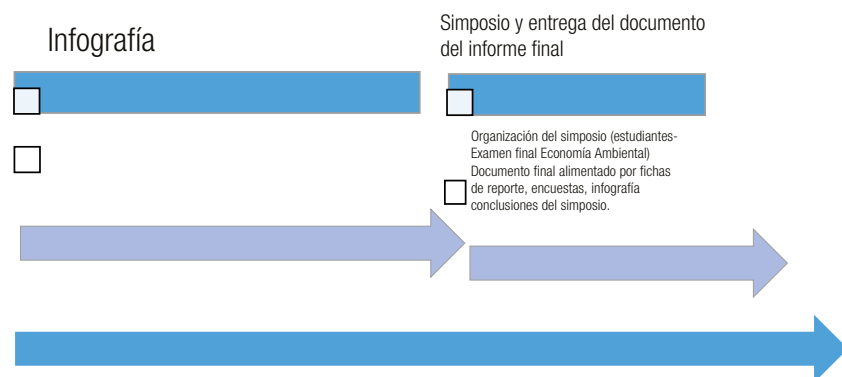 Infografía
Simposio y entrega del documento
del informe final
Organización del simposio (estudiantes-
Examen final Economía Ambiental)
Documento final alimentado por fichas
de reporte, encuestas, infografía
conclusiones del simposio.